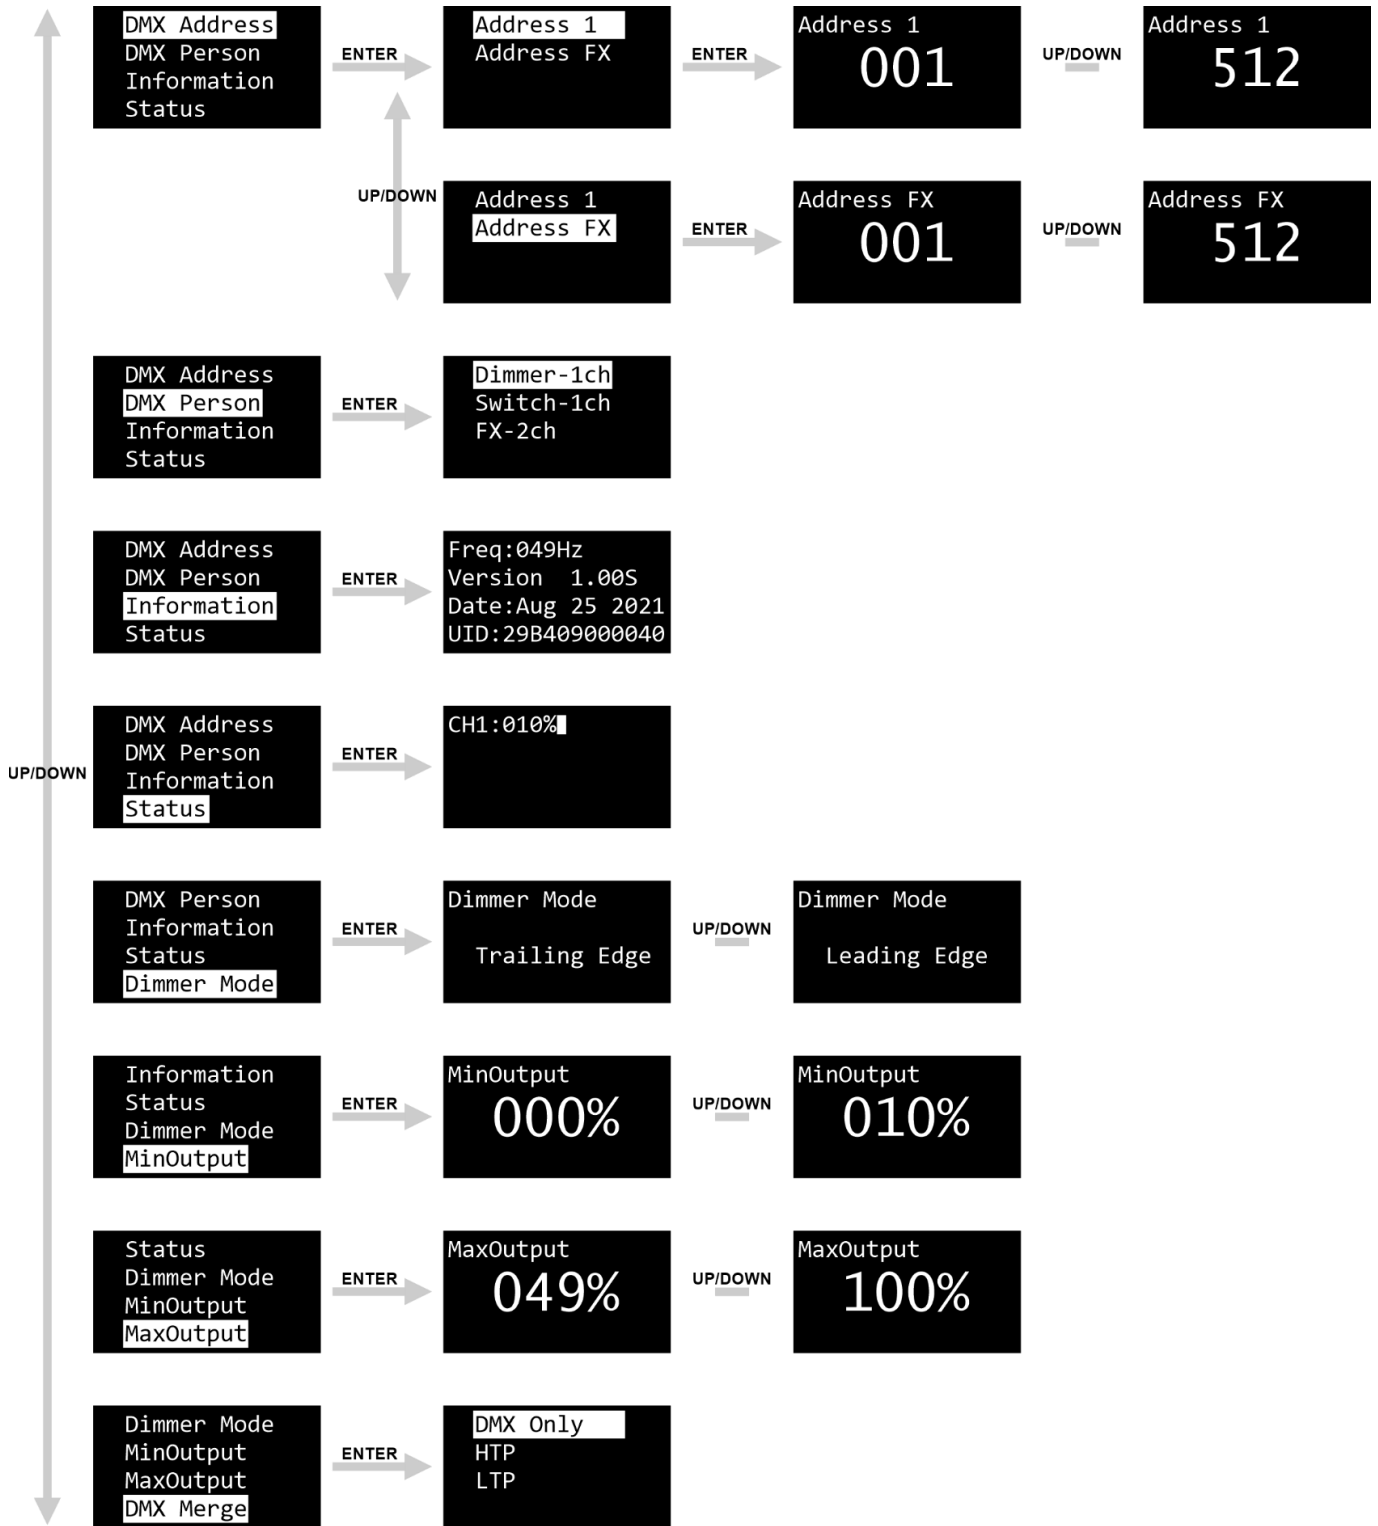 DMX Address
DMX Person
Information
Status
ENTER
Address 1
Address FX
ENTER
Address 1
001
UP/DOWN
Address 1
512
UP/DOWN
Address 1
Address FX
ENTER
Address FX
001
UP/DOWN
Address FX
512
DMX Address
DMX Person
Information
Status
ENTER
Dimmer-1ch
Switch-1ch
FX-2ch
DMX Address
DMX Person
Information
Status
ENTER
Freq:049Hz
Version 1.00S
Date:Aug 25 2021
UID:29B409000040
UP/DOWN
DMX Address
DMX Person
Information
Status
ENTER
CH1:010%
DMX Person
Information
Status
Dimmer Mode
ENTER
Dimmer Mode
Trailing Edge
UP/DOWN
Dimmer Mode
Leading Edge
Information
Status
Dimmer Mode
MinOutput
ENTER
MinOutput
000%
UP/DOWN
MinOutput
010%
Status
Dimmer Mode
MinOutput
MaxOutput
ENTER
MaxOutput
049%
UP/DOWN
MaxOutput
100%
Dimmer Mode
MinOutput
MaxOutput
DMX Merge
ENTER
DMX Only
HTP
LTP